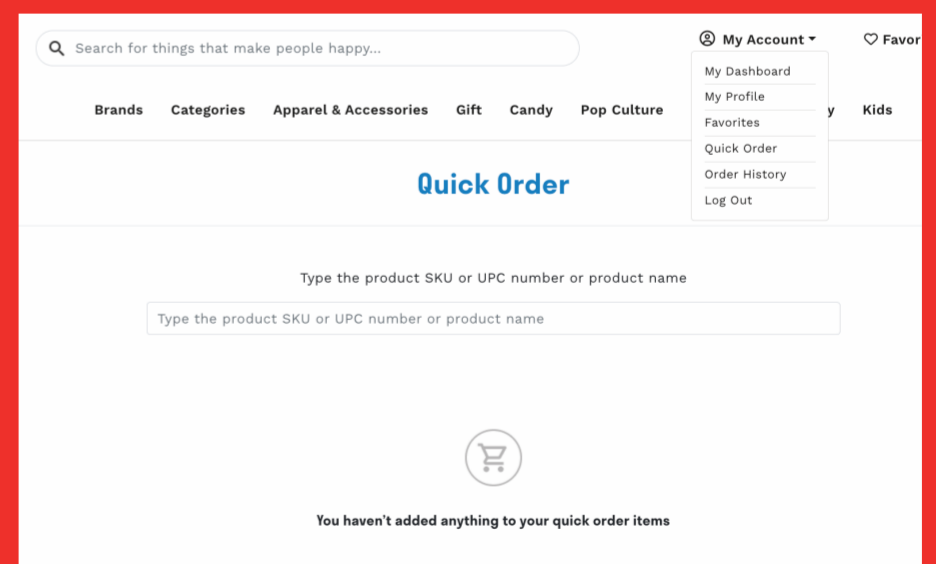 Search for things that make people happy...
My Account
Favor
My Dashboard
My Profile
Favorites
Quick Order
Order History
Log Out
Brands Categories Apparel & Accessories Gift Candy Pop Culture y Kids
Quick Order
Type the product SKU or UPC number or product name
Type the product SKU or UPC number or product name
You haven't added anything to your quick order items